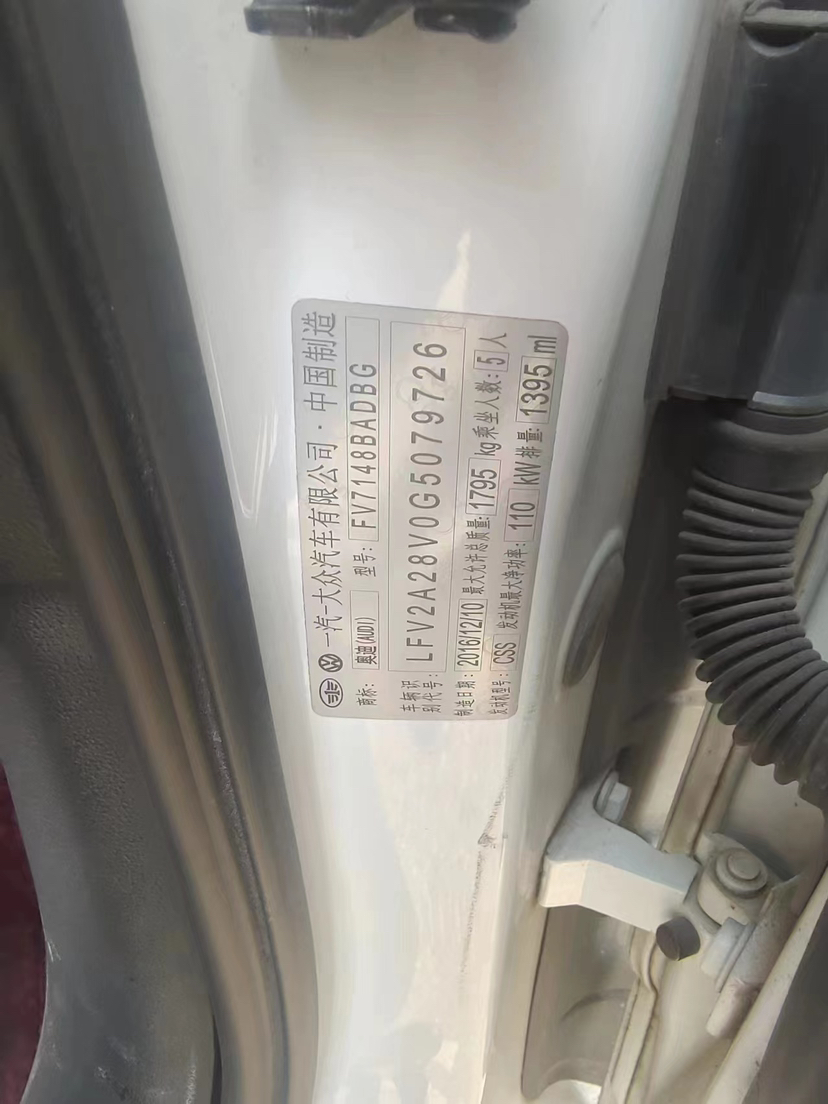 一汽-大众汽车有限公司·中国制造
商标: 奥迪(AUDI) 型号: FV7148BADBG
车辆识别代号: LFV2A28V0G5079726
制造日期: 2016/12/10 最大允许总质量: 1795 kg 乘坐人数: 5 人
发动机型号: CSS 发动机最大净功率: 110 kW 排量: 1395 ml